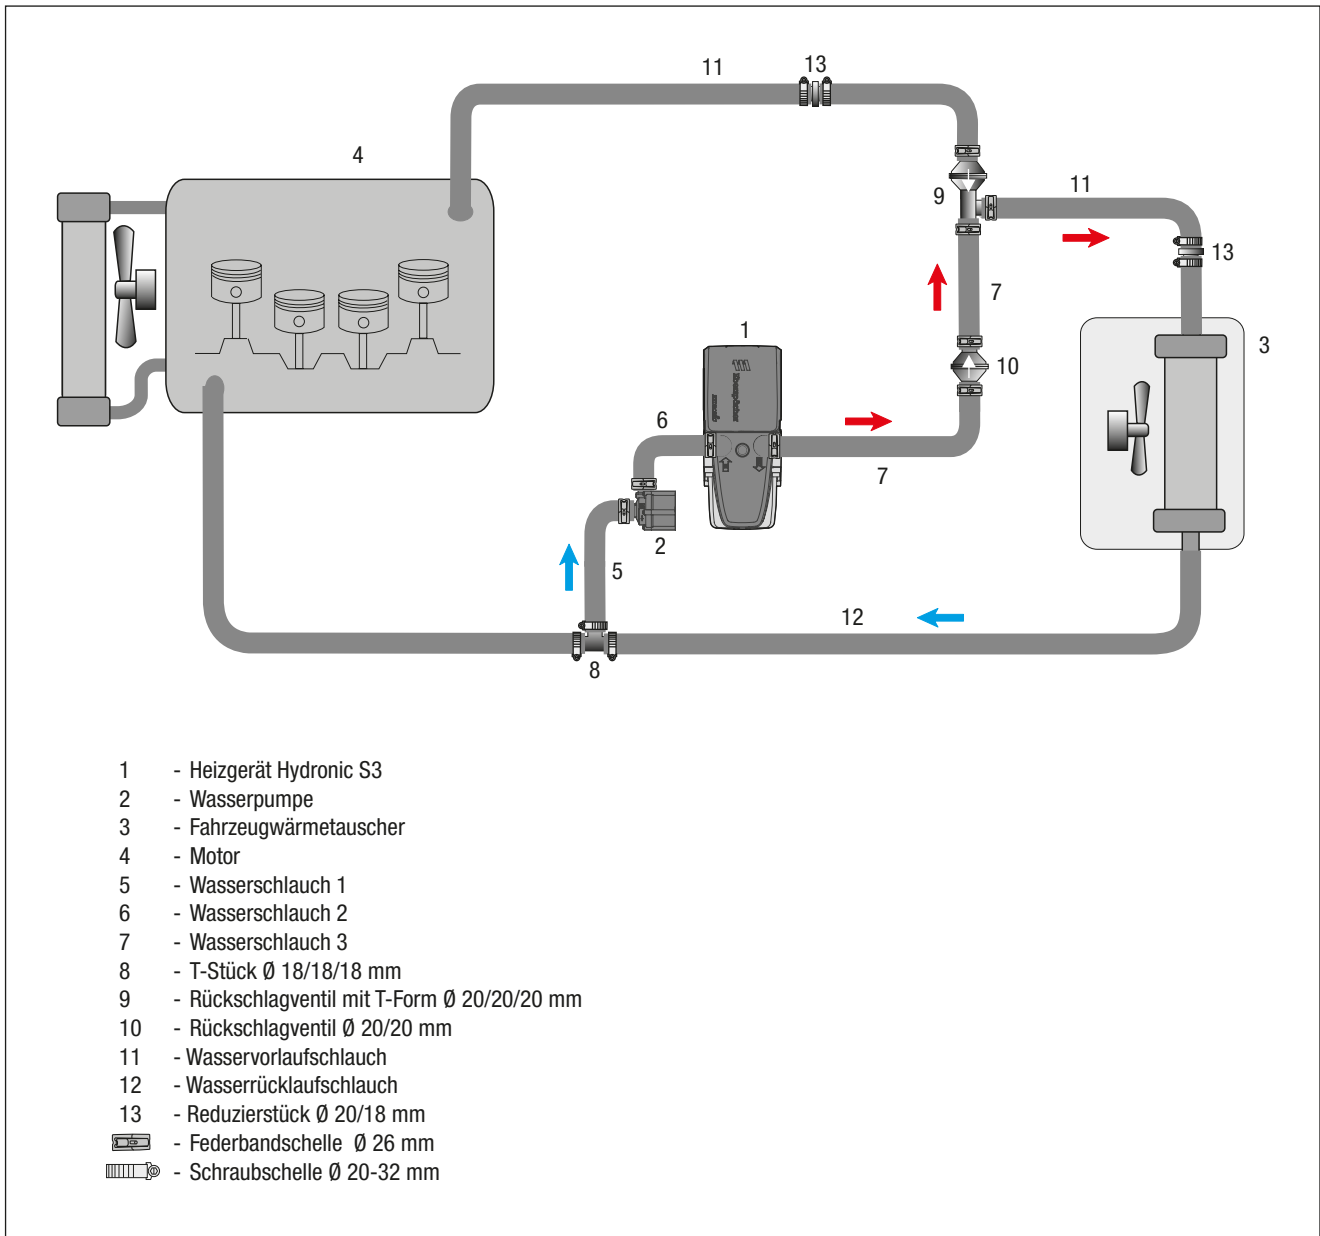 11
13
4
9
11
13
7
1
3
10
6
Eberspächer
7
2
5
12
8
1 - Heizgerät Hydronic S3
2 - Wasserpumpe
3 - Fahrzeugwärmetauscher
4 - Motor
5 - Wasserschlauch 1
6 - Wasserschlauch 2
7 - Wasserschlauch 3
8 - T-Stück Ø 18/18/18 mm
9 - Rückschlagventil mit T-Form Ø 20/20/20 mm
10 - Rückschlagventil Ø 20/20 mm
11 - Wasservorlaufschlauch
12 - Wasserrücklaufschlauch
13 - Reduzierstück Ø 20/18 mm
- Federbandschelle Ø 26 mm
- Schraubschelle Ø 20-32 mm